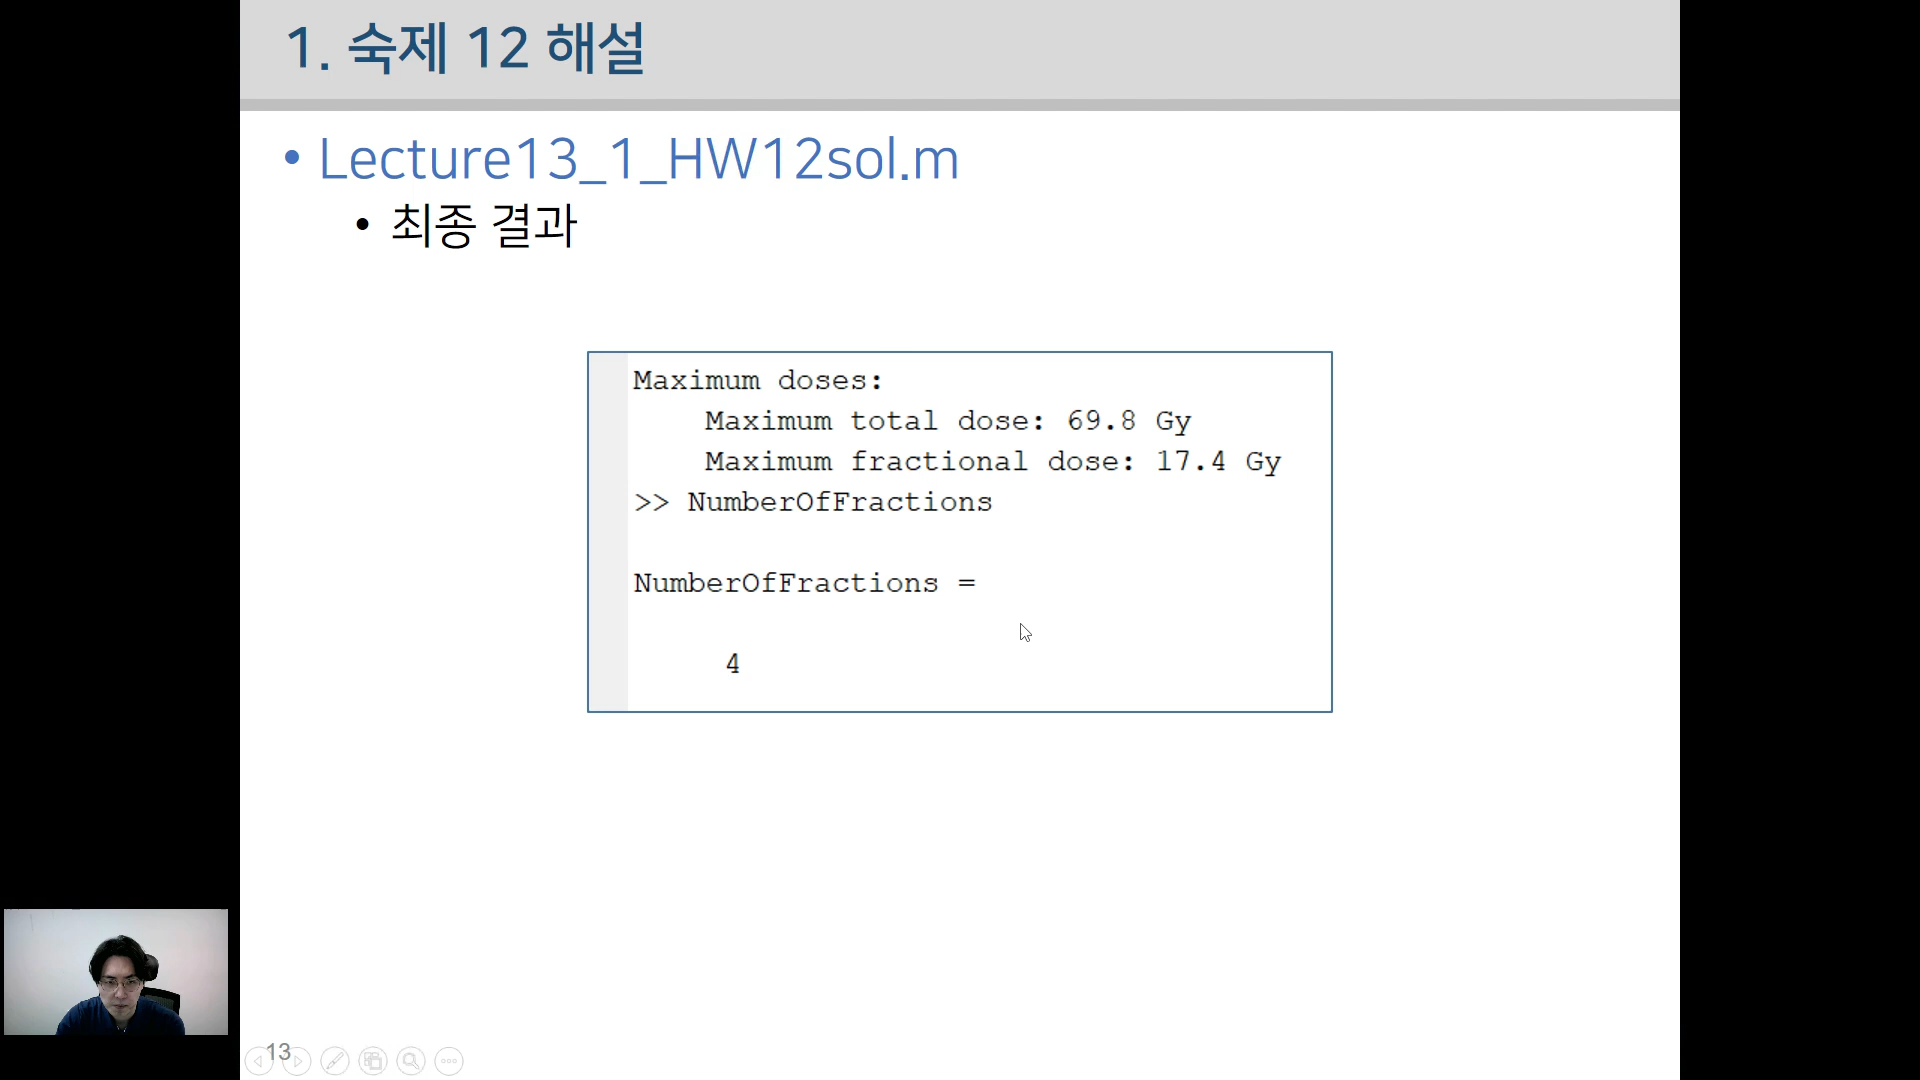 1. 숙제 12 해설
• Lecture13_1_HW12sol.m
• 최종 결과
Maximum doses:
Maximum total dose: 69.8 Gy
Maximum fractional dose: 17.4 Gy
>> NumberOfFractions
NumberOfFractions =
4
13